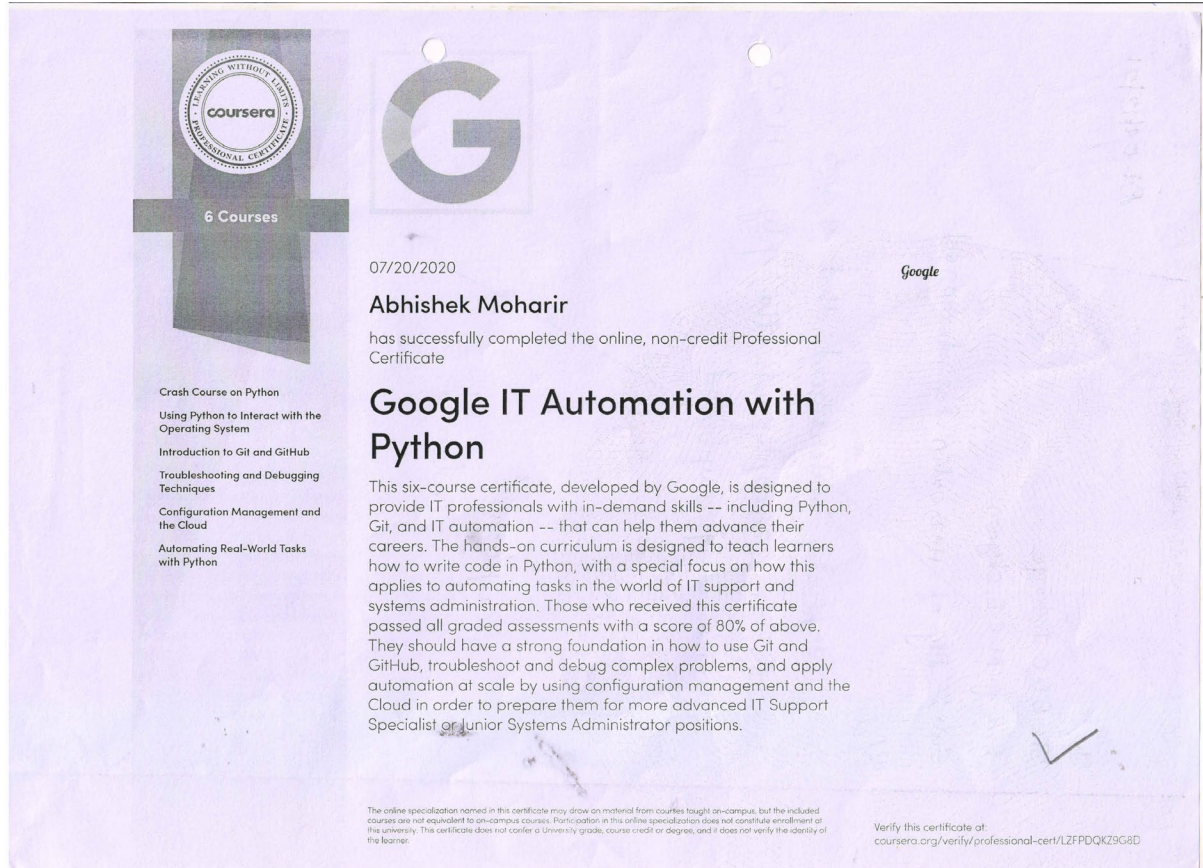 LEARNING WITHOUT LIMITS
coursera
PROFESSIONAL CERTIFICATE
6 Courses
Crash Course on Python
Using Python to Interact with the
Operating System
Introduction to Git and GitHub
Troubleshooting and Debugging
Techniques
Configuration Management and
the Cloud
Automating Real-World Tasks
with Python
G
07/20/2020
Abhishek Moharir
has successfully completed the online, non-credit Professional
Certificate
Google IT Automation with
Python
This six-course certificate, developed by Google, is designed to
provide IT professionals with in-demand skills -- including Python,
Git, and IT automation -- that can help them advance their
careers. The hands-on curriculum is designed to teach learners
how to write code in Python, with a special focus on how this
applies to automating tasks in the world of IT support and
systems administration. Those who received this certificate
passed all graded assessments with a score of 80% of above.
They should have a strong foundation in how to use Git and
GitHub, troubleshoot and debug complex problems, and apply
automation at scale by using configuration management and the
Cloud in order to prepare them for more advanced IT Support
Specialist or Junior Systems Administrator positions.
Google
The online specialization named in this certificate may draw on material from courses taught on-campus, but the included
courses are not equivalent to on-campus courses. Participation in this online specialization does not constitute enrollment at
this university. This certificate does not confer a University grade, course credit or degree, and it does not verify the identity of
the learner.
Verify this certificate at:
coursera.org/verify/professional-cert/LZFPDQKZ9G8D